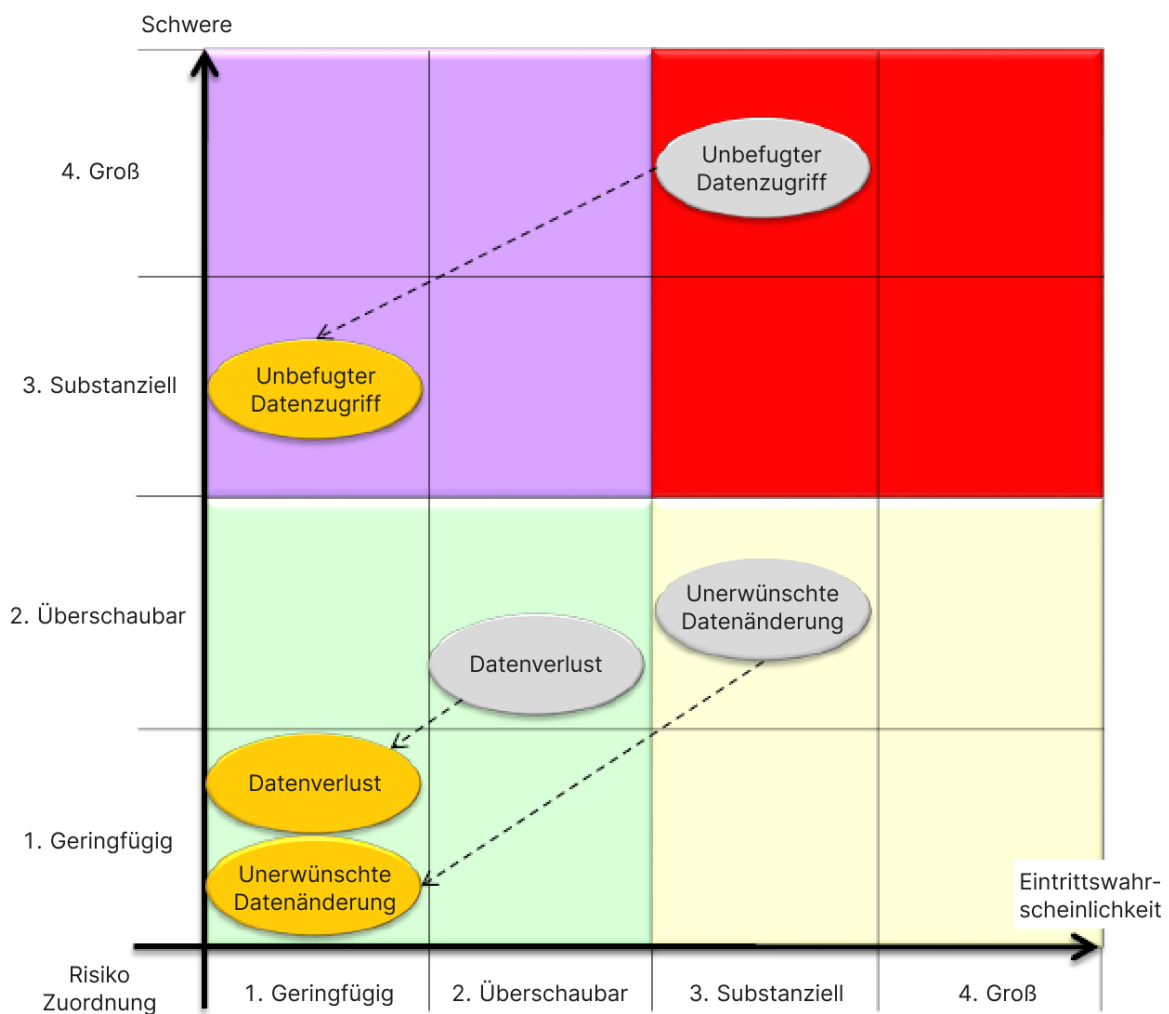 Schwere
4. Groß
Unbefugter
Datenzugriff
3. Substanziell
Unbefugter
Datenzugriff
2. Überschaubar
Unerwünschte
Datenänderung
Datenverlust
Datenverlust
1. Geringfügig
Unerwünschte
Datenänderung
Eintrittswahr-
scheinlichkeit
Risiko
Zuordnung
1. Geringfügig
2. Überschaubar
3. Substanziell
4. Groß